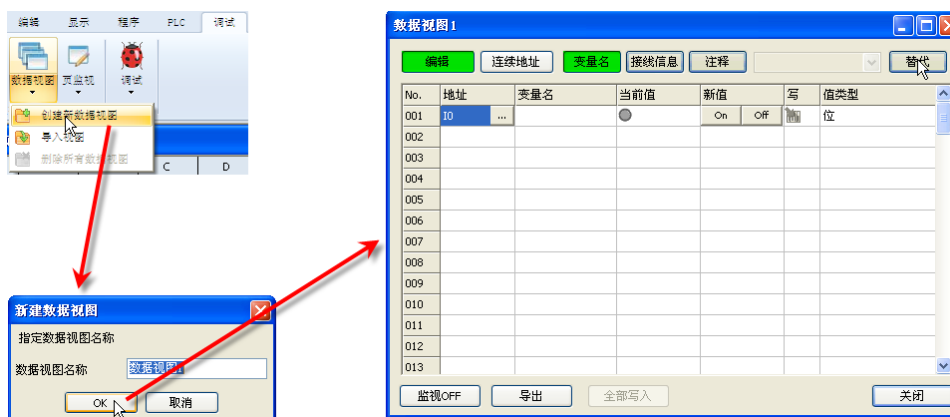 编辑 显示 程序 PLC 调试
数据视图 页监视 调试
创建新数据视图
导入视图
删除所有数据视图
C D
新建数据视图
指定数据视图名称
数据视图名称 数据视图1
OK 取消
数据视图1
编辑 连续地址 变量名 接线信息 注释 替代
No. 地址 变量名 当前值 新值 写 值类型
001 I0 ... On Off 位
002
003
004
005
006
007
008
009
010
011
012
013
监视OFF 导出 全部写入 关闭